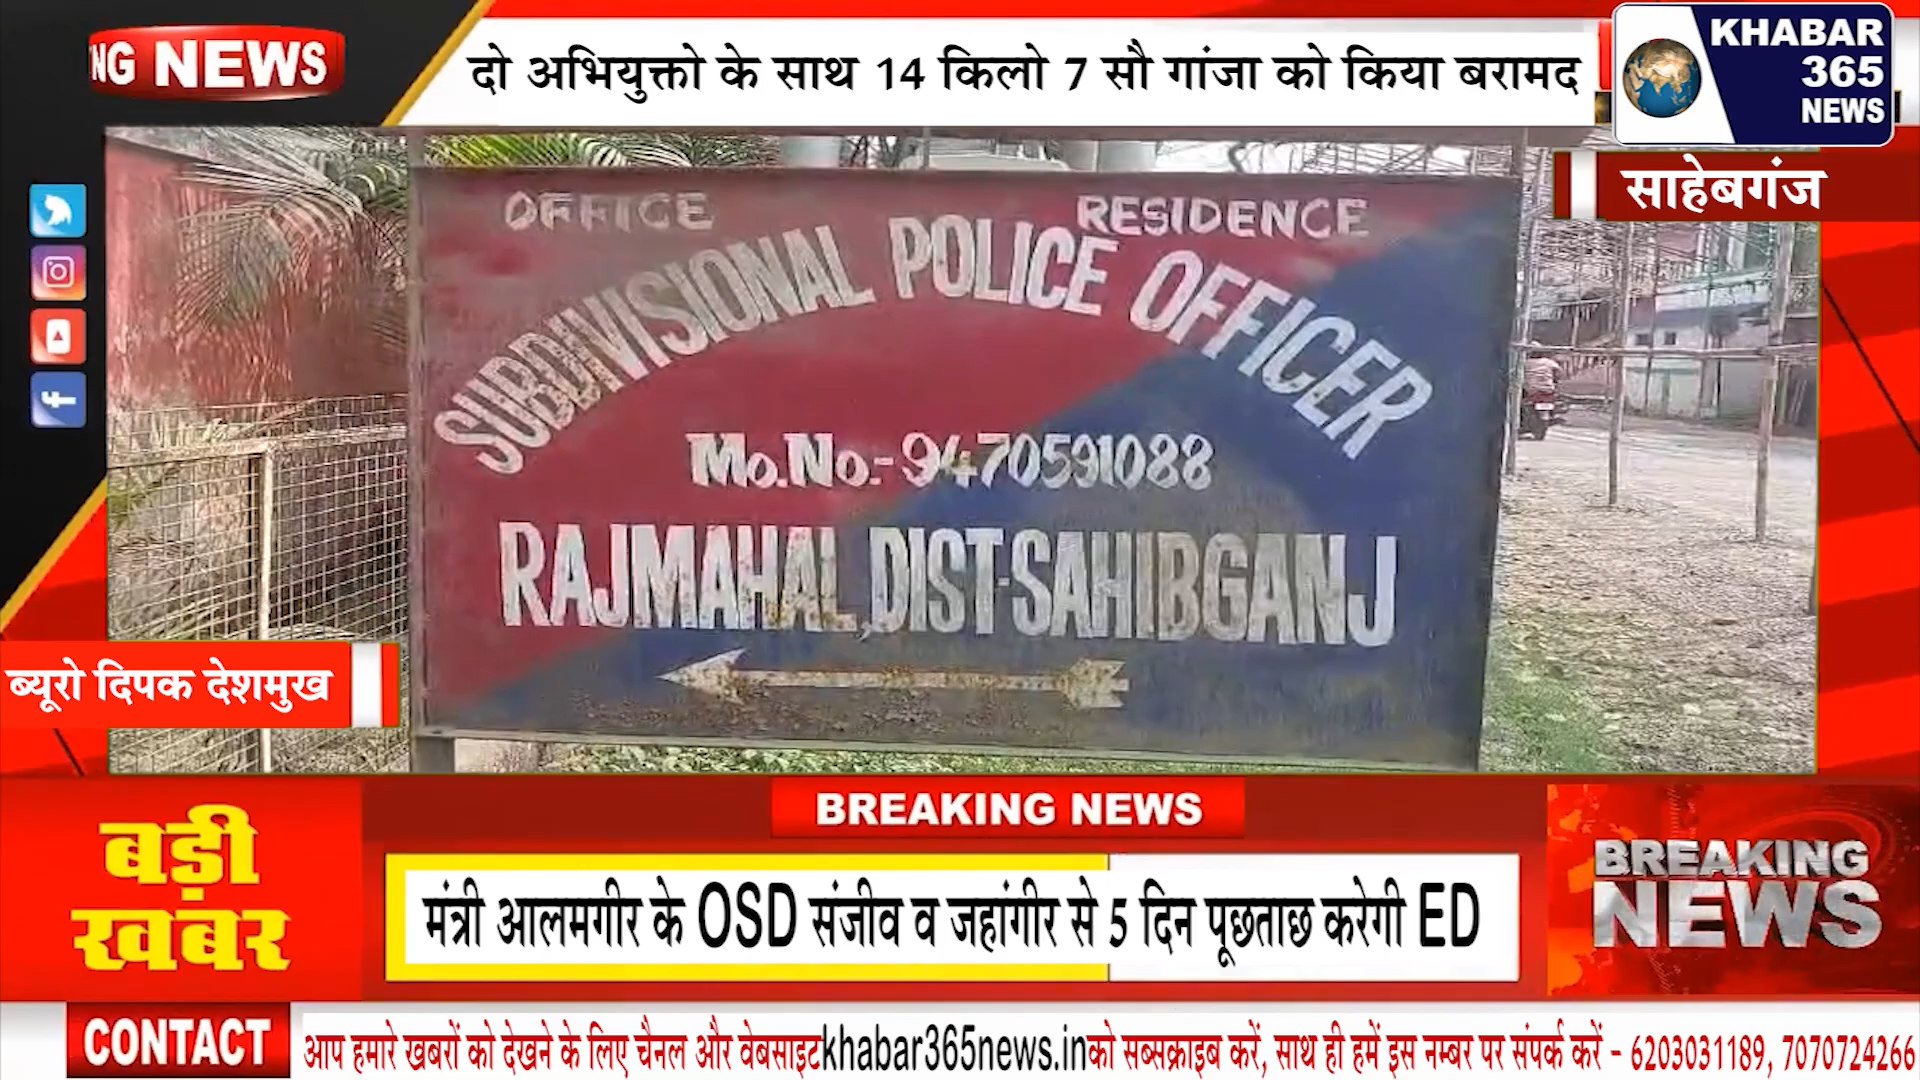 NG NEWS
दो अभियुक्तो के साथ 14 किलो 7 सौ गांजा को किया बरामद
KHABAR
365
NEWS
साहेबगंज
OFFICE RESIDENCE
SUBDIVISIONAL POLICE OFFICER
Mo.No.-9470591088
RAJMAHAL,DIST-SAHIBGANJ
ब्यूरो दिपक देशमुख
BREAKING NEWS
बड़ी
खबर
मंत्री आलमगीर के OSD संजीव व जहांगीर से 5 दिन पूछताछ करेगी ED
BREAKING
NEWS
CONTACT
आप हमारे खबरों को देखने के लिए चैनल और वेबसाइटkhabar365news.inको सब्सक्राइब करें, साथ ही हमें इस नम्बर पर संपर्क करें - 6203031189, 7070724266